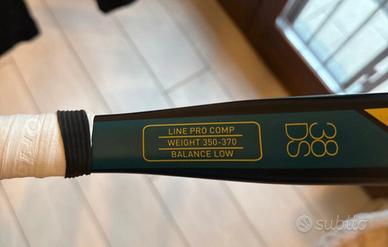 LINE PRO COMP
WEIGHT 350-370
BALANCE LOW
38
DS
subito